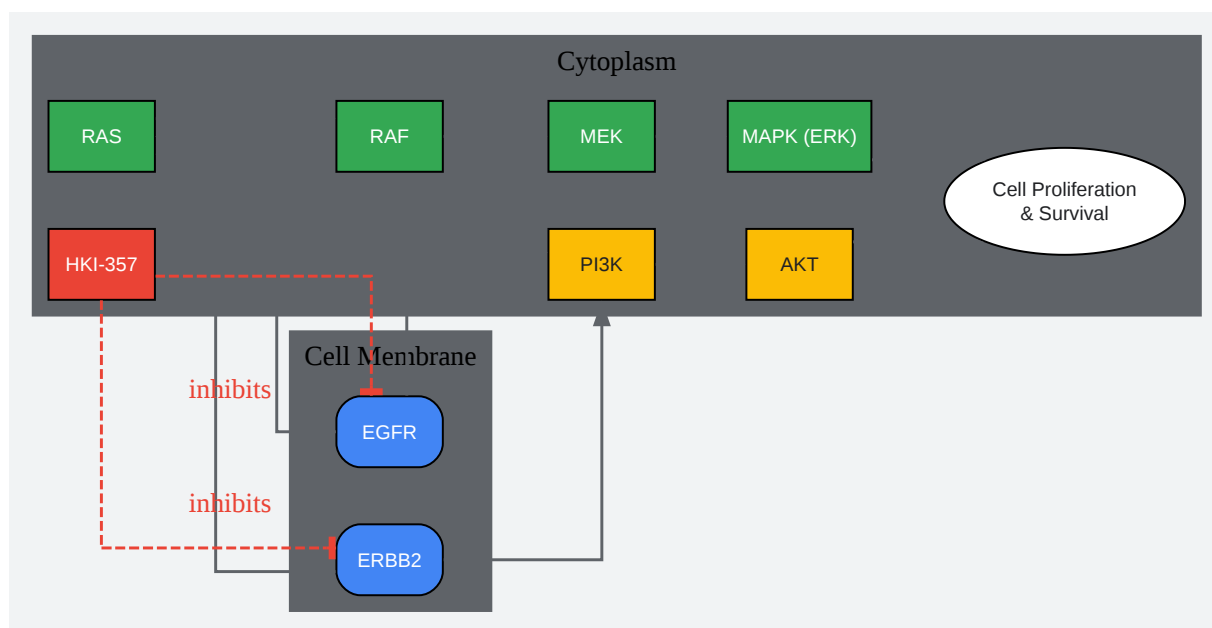 Cytoplasm
RAS
RAF
MEK
MAPK (ERK)
Cell Proliferation
& Survival
HKI-357
PI3K
AKT
Cell Membrane
inhibits
EGFR
inhibits
ERBB2